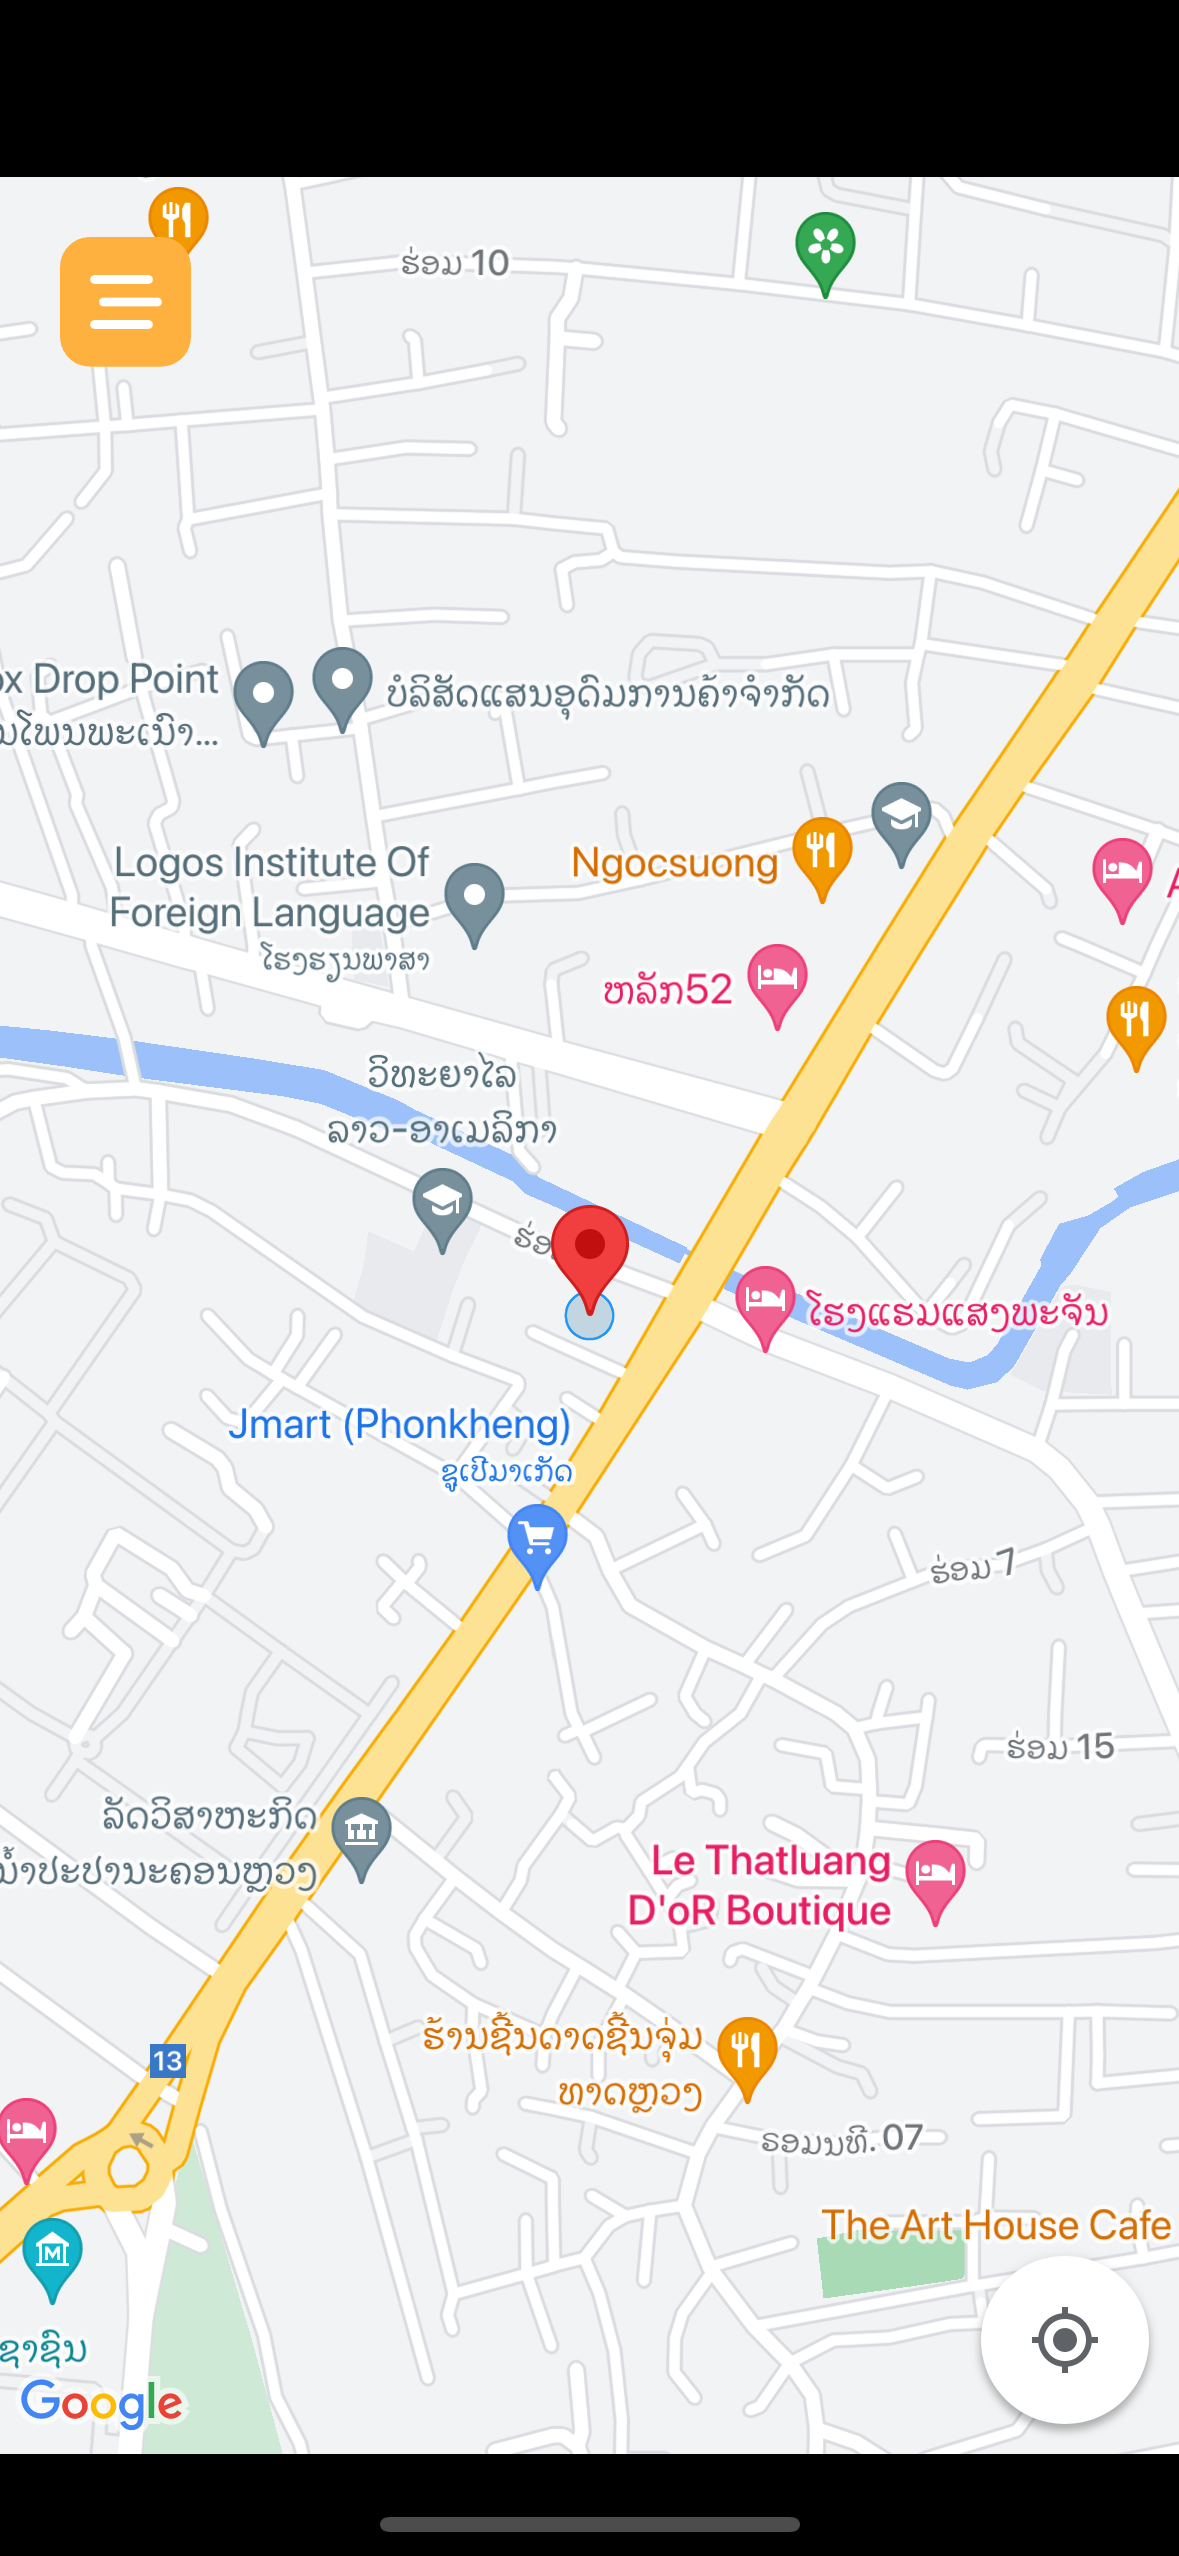 ຮ່ອມ 10
ox Drop Point
ນໂພນພະເນົາ...
ບໍລິສັດແສນອຸດົມການຄ້າຈຳກັດ
Logos Institute Of
Foreign Language
ໂຮງຮຽນພາສາ
Ngocsuong
A
ຫລັກ52
ວິທະຍາໄລ
ລາວ-ອາເມລິກາ
ຮ່ອ
ໂຮງແຮມແສງພະຈັນ
Jmart (Phonkheng)
ຊູເປີມາເກັດ
ຮ່ອມ 7
ຮ່ອມ 15
ລັດວິສາຫະກິດ
ນ້ຳປະປານະຄອນຫຼວງ
Le Thatluang
D'oR Boutique
ຮ້ານຊີ້ນດາດຊີ້ນຈຸ່ມ
ທາດຫຼວງ
13
ຮອມນທີ. 07
The Art House Cafe
ຊາຊົນ
Google